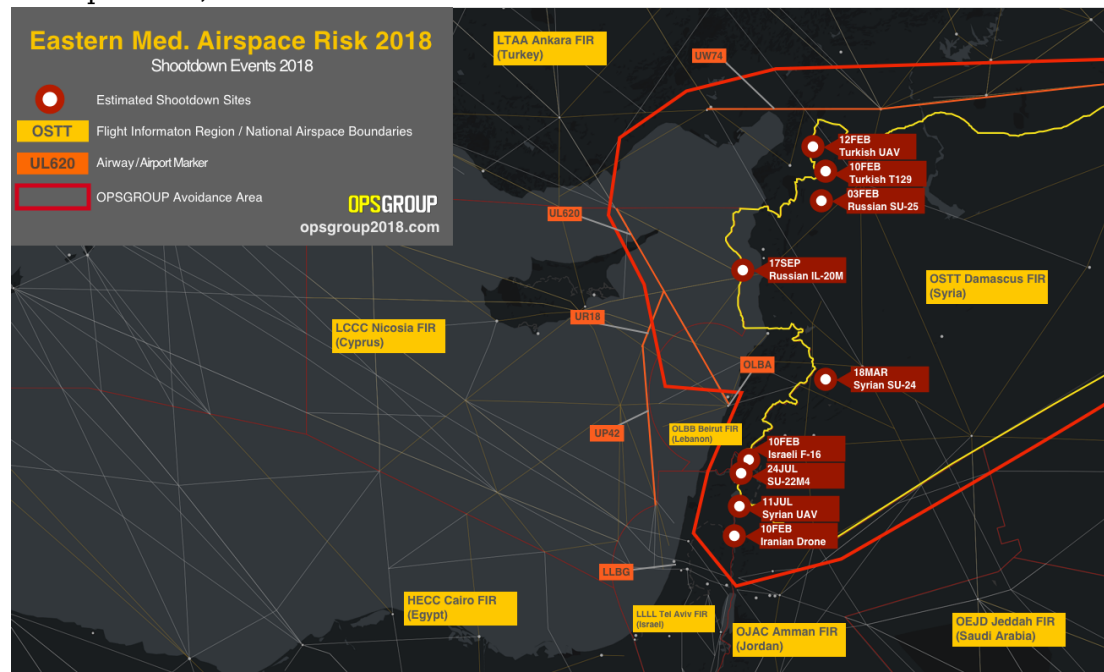 Eastern Med. Airspace Risk 2018
Shootdown Events 2018
Estimated Shootdown Sites
OSTT
Flight Informaton Region / National Airspace Boundaries
UL620
Airway/Airport Marker
OPSGROUP Avoidance Area
OPSGROUP
opsgroup2018.com
LTAA Ankara FIR
(Turkey)
UW74
12FEB
Turkish UAV
10FEB
Turkish T129
03FEB
Russian SU-25
UL620
17SEP
Russian IL-20M
OSTT Damascus FIR
(Syria)
LCCC Nicosia FIR
(Cyprus)
UR18
OLBA
18MAR
Syrian SU-24
UP42
OLBB Beirut FIR
(Lebanon)
10FEB
Israeli F-16
24JUL
SU-22M4
11JUL
Syrian UAV
10FEB
Iranian Drone
LLBG
HECC Cairo FIR
(Egypt)
LLLL Tel Aviv FIR
(Israel)
OJAC Amman FIR
(Jordan)
OEJD Jeddah FIR
(Saudi Arabia)